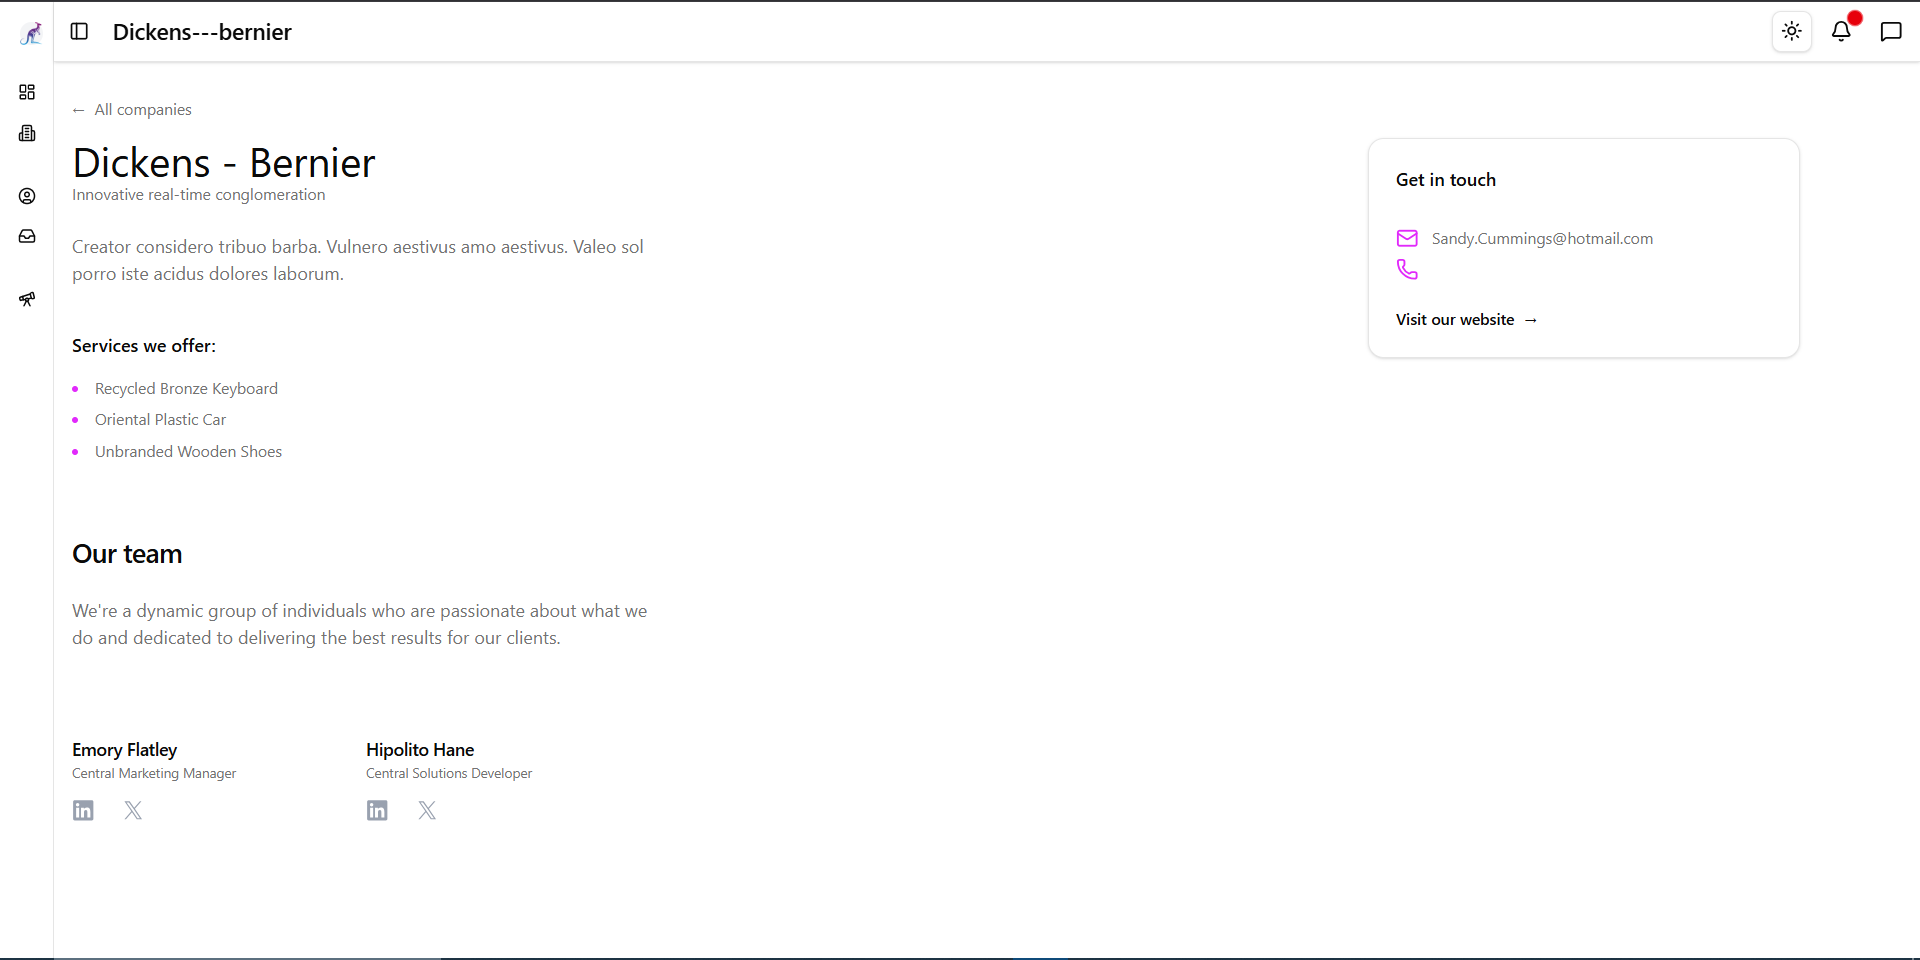 Dickens---bernier
← All companies
Dickens - Bernier
Innovative real-time conglomeration
Creator considero tribuo barba. Vulnero aestivus amo aestivus. Valeo sol
porro iste acidus dolores laborum.
Services we offer:
Recycled Bronze Keyboard
Oriental Plastic Car
Unbranded Wooden Shoes
Our team
We're a dynamic group of individuals who are passionate about what we
do and dedicated to delivering the best results for our clients.
Emory Flatley
Central Marketing Manager
Hipolito Hane
Central Solutions Developer
Get in touch
Sandy.Cummings@hotmail.com
Visit our website →